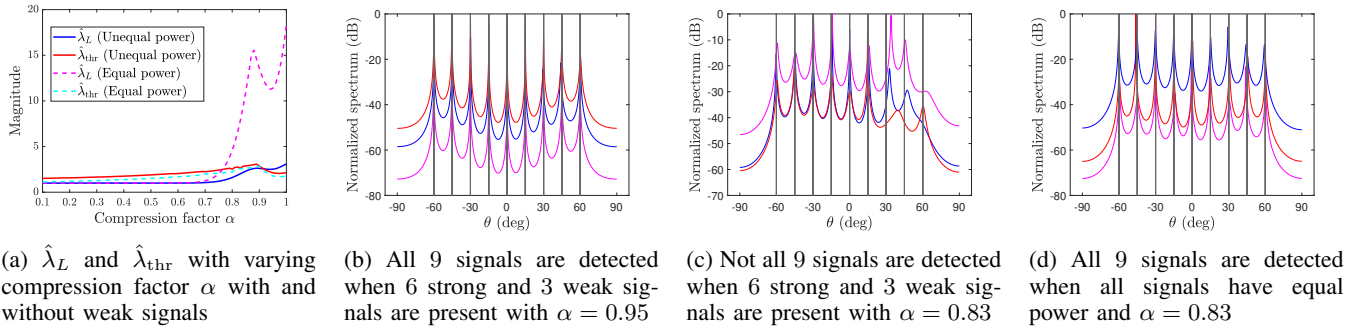 20
15
10
5
0
Magnitude
λ̂_L (Unequal power)
λ̂_thr (Unequal power)
λ̂_L (Equal power)
λ̂_thr (Equal power)
0.1 0.2 0.3 0.4 0.5 0.6 0.7 0.8 0.9 1
Compression factor α
(a) λ̂_L and λ̂_thr with varying
compression factor α with and
without weak signals
0
-20
-40
-60
-80
Normalized spectrum (dB)
-90 -60 -30 0 30 60 90
θ (deg)
(b) All 9 signals are detected
when 6 strong and 3 weak sig-
nals are present with α = 0.95
0
-10
-20
-30
-40
-50
-60
-70
Normalized spectrum (dB)
-90 -60 -30 0 30 60 90
θ (deg)
(c) Not all 9 signals are detected
when 6 strong and 3 weak sig-
nals are present with α = 0.83
0
-20
-40
-60
-80
Normalized spectrum (dB)
-90 -60 -30 0 30 60 90
θ (deg)
(d) All 9 signals are detected
when all signals have equal
power and α = 0.83